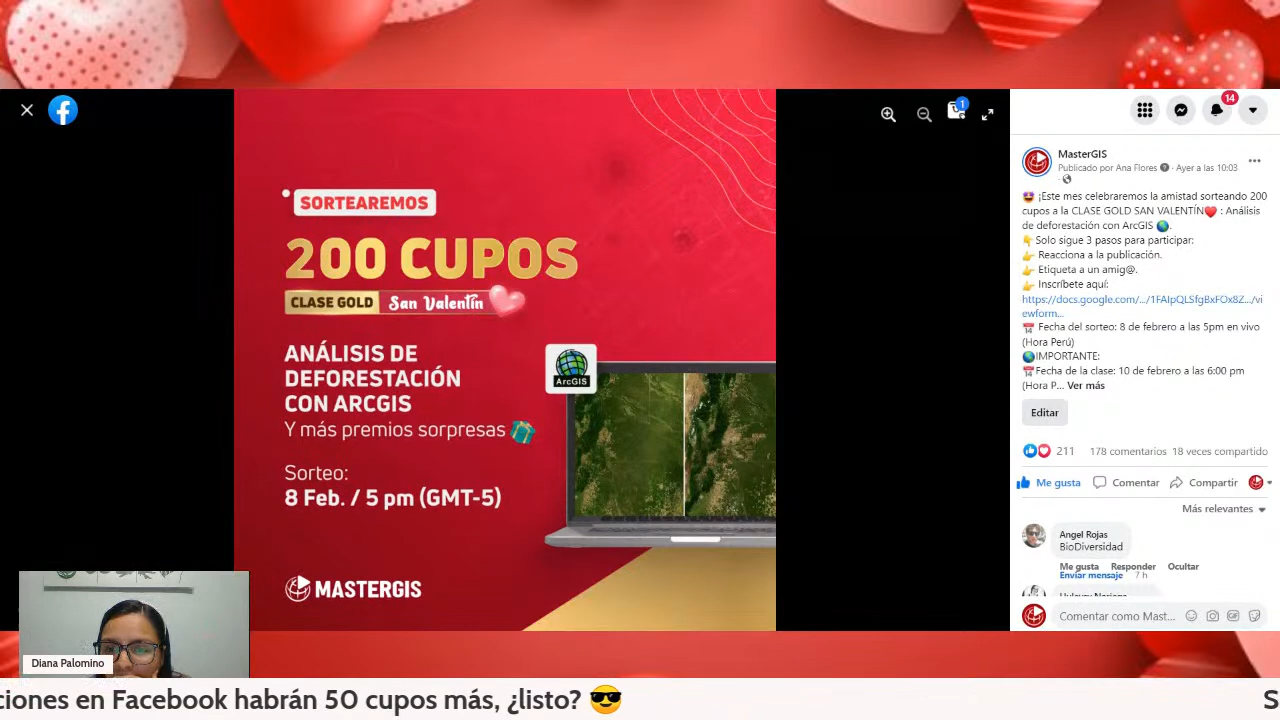 SORTEAREMOS
200 CUPOS
CLASE GOLD San Valentín
ANÁLISIS DE
DEFORESTACIÓN
CON ARCGIS
Y más premios sorpresas
Sorteo:
8 Feb. / 5 pm (GMT-5)
ArcGIS
MASTERGIS
1
14
MasterGIS
Publicado por Ana Flores · Ayer a las 10:03
¡Este mes celebraremos la amistad sorteando 200
cupos a la CLASE GOLD SAN VALENTÍN❤️ : Análisis
de deforestación con ArcGIS 🌎.
👇Solo sigue 3 pasos para participar:
👉 Reacciona a la publicación.
👉 Etiqueta a un amig@.
👉 Inscríbete aquí:
https://docs.google.com/.../1FAIpQLSfgBxFOx8Z.../vi
ewform...
📅 Fecha del sorteo: 8 de febrero a las 5pm en vivo
(Hora Perú)
🌎IMPORTANTE:
📅Fecha de la clase: 10 de febrero a las 6:00 pm
(Hora P... Ver más
Editar
211 178 comentarios 18 veces compartido
Me gusta Comentar Compartir
Más relevantes
Angel Rojas
BioDiversidad
Me gusta Responder Ocultar
Enviar mensaje 7 h
Comentar como Mast...
Diana Palomino
ciones en Facebook habrán 50 cupos más, ¿listo? 😎
S